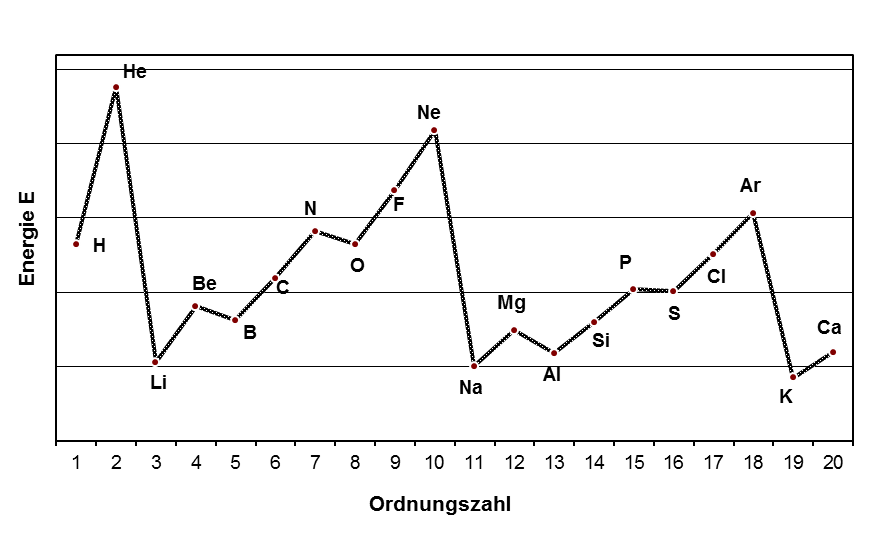 He
Ne
Ar
N
F
H
O
P
Be
C
Cl
Mg
S
B
Si
Ca
Li
Al
Na
K
Energie E
1 2 3 4 5 6 7 8 9 10 11 12 13 14 15 16 17 18 19 20
Ordnungszahl